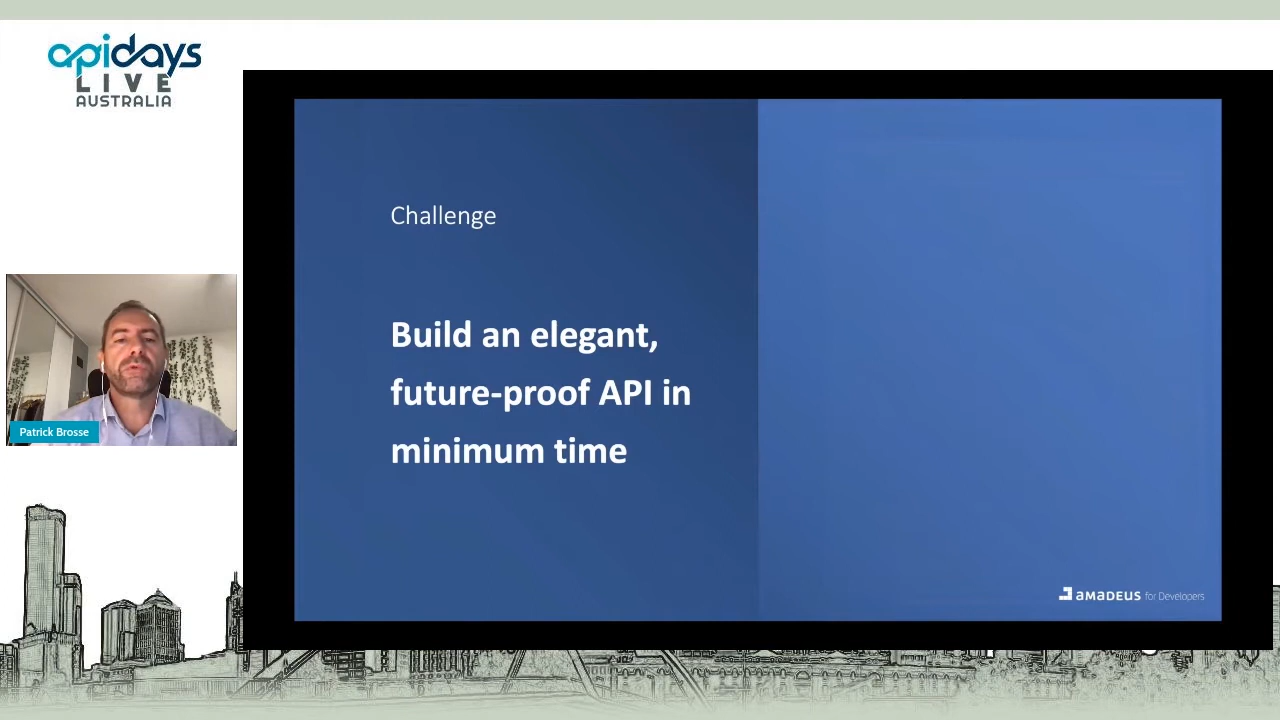 apidays
LIVE
AUSTRALIA
Challenge
Build an elegant,
future-proof API in
minimum time
Patrick Brosse
amadeus for Developers